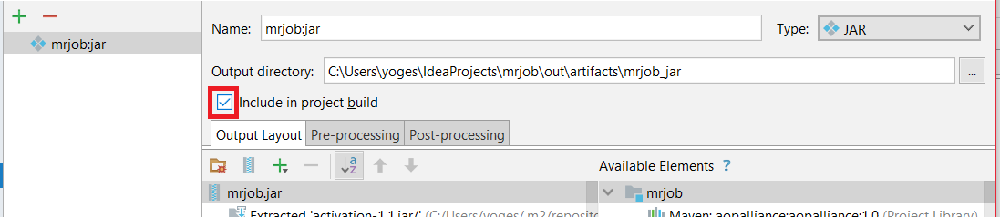 mrjob:jar
Name: mrjob:jar Type: JAR
Output directory: C:\Users\yoges\IdeaProjects\mrjob\out\artifacts\mrjob_jar ...
Include in project build
Output Layout Pre-processing Post-processing
Available Elements ?
mrjob.jar mrjob
Extracted 'activation-1.1.jar/' (C:/Users/yoges/.m2/reposito Maven: aopalliance:aopalliance:1.0 (Project Library)